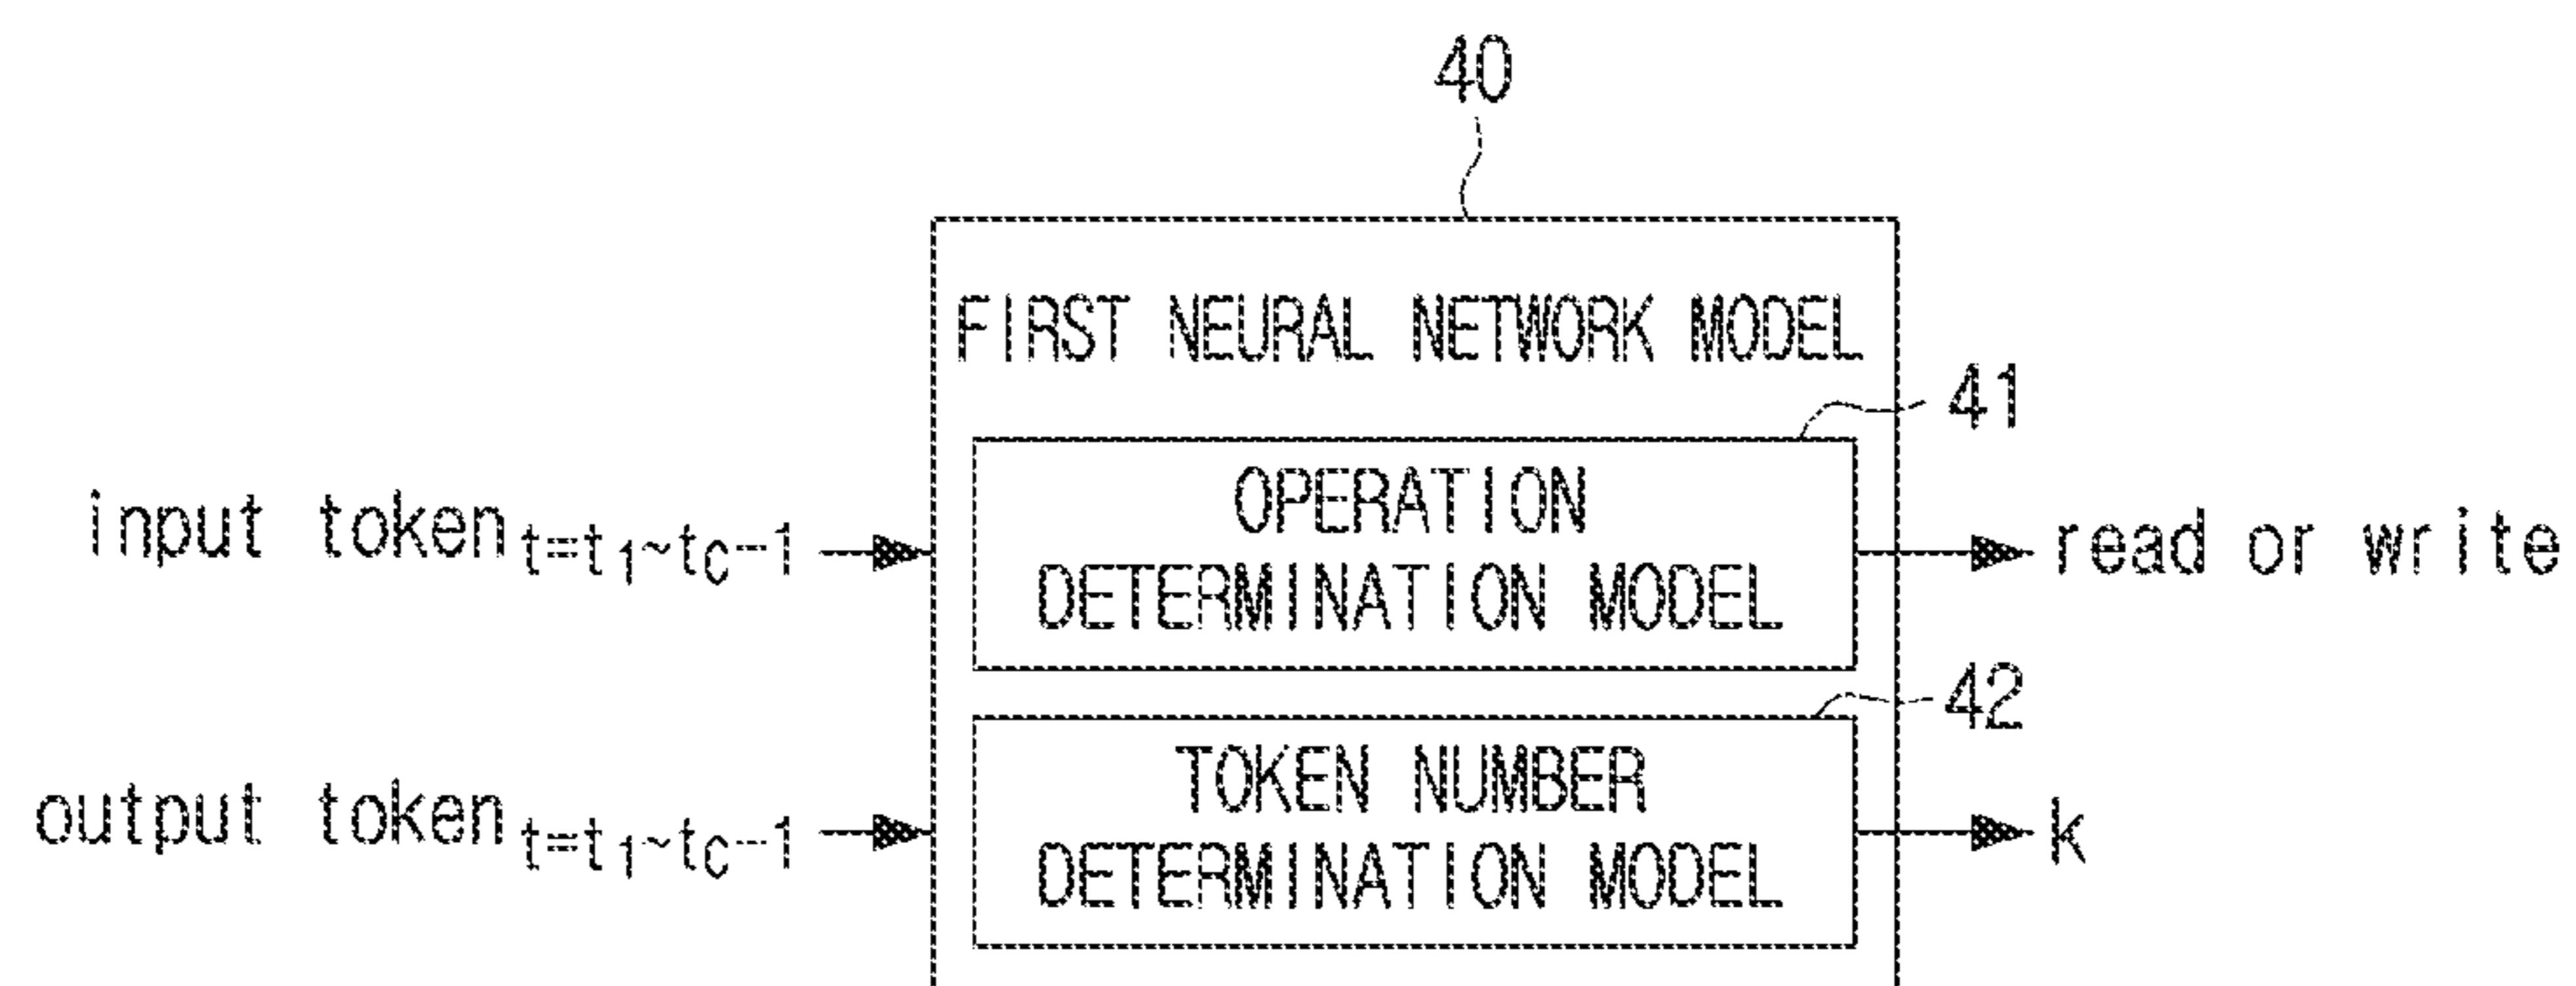 40
FIRST NEURAL NETWORK MODEL
41
OPERATION
DETERMINATION MODEL
input token t=t1~tC-1
read or write
42
TOKEN NUMBER
DETERMINATION MODEL
output token t=t1~tC-1
k